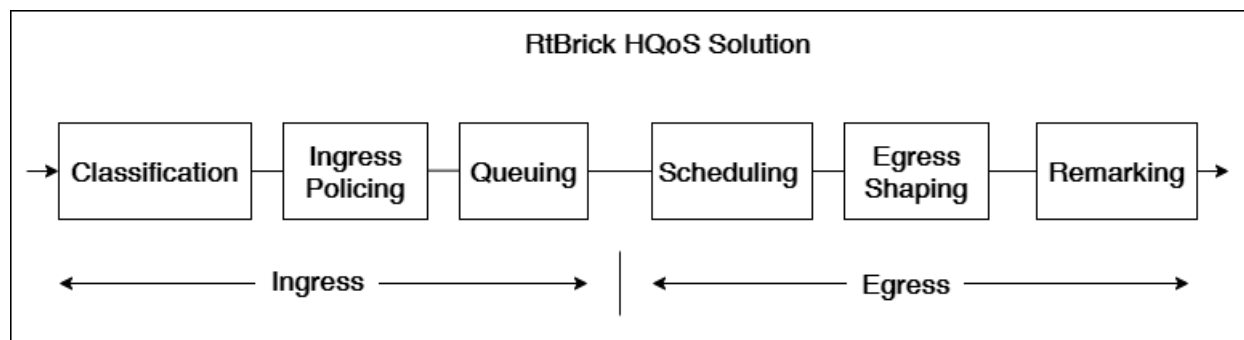 RtBrick HQoS Solution
Classification
Ingress
Policing
Queuing
Scheduling
Egress
Shaping
Remarking
Ingress
Egress